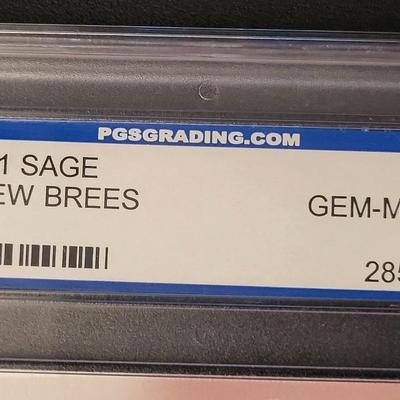 PGSGRADING.COM
1 SAGE
EW BREES
GEM-M
285